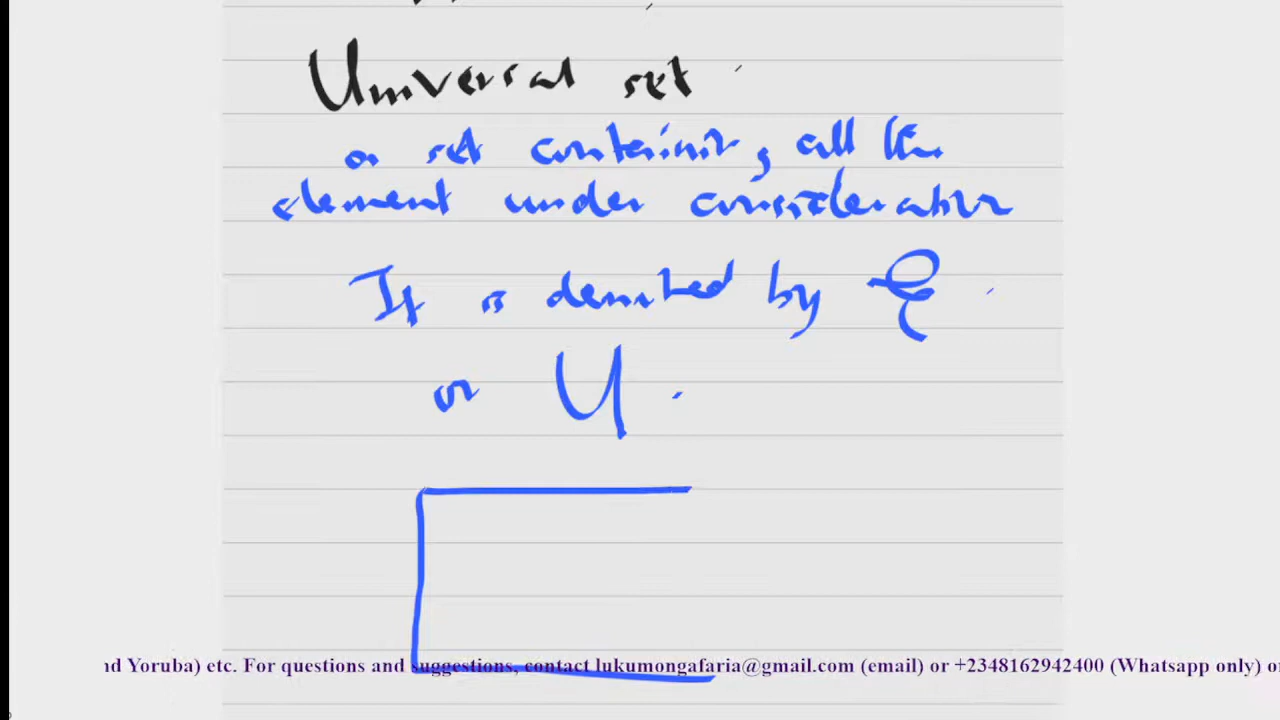 Universal set
a set containing all the
element under consideration
It is denoted by ξ
or U.
nd Yoruba) etc. For questions and suggestions, contact lukumongafaria@gmail.com (email) or +2348162942400 (Whatsapp only) or